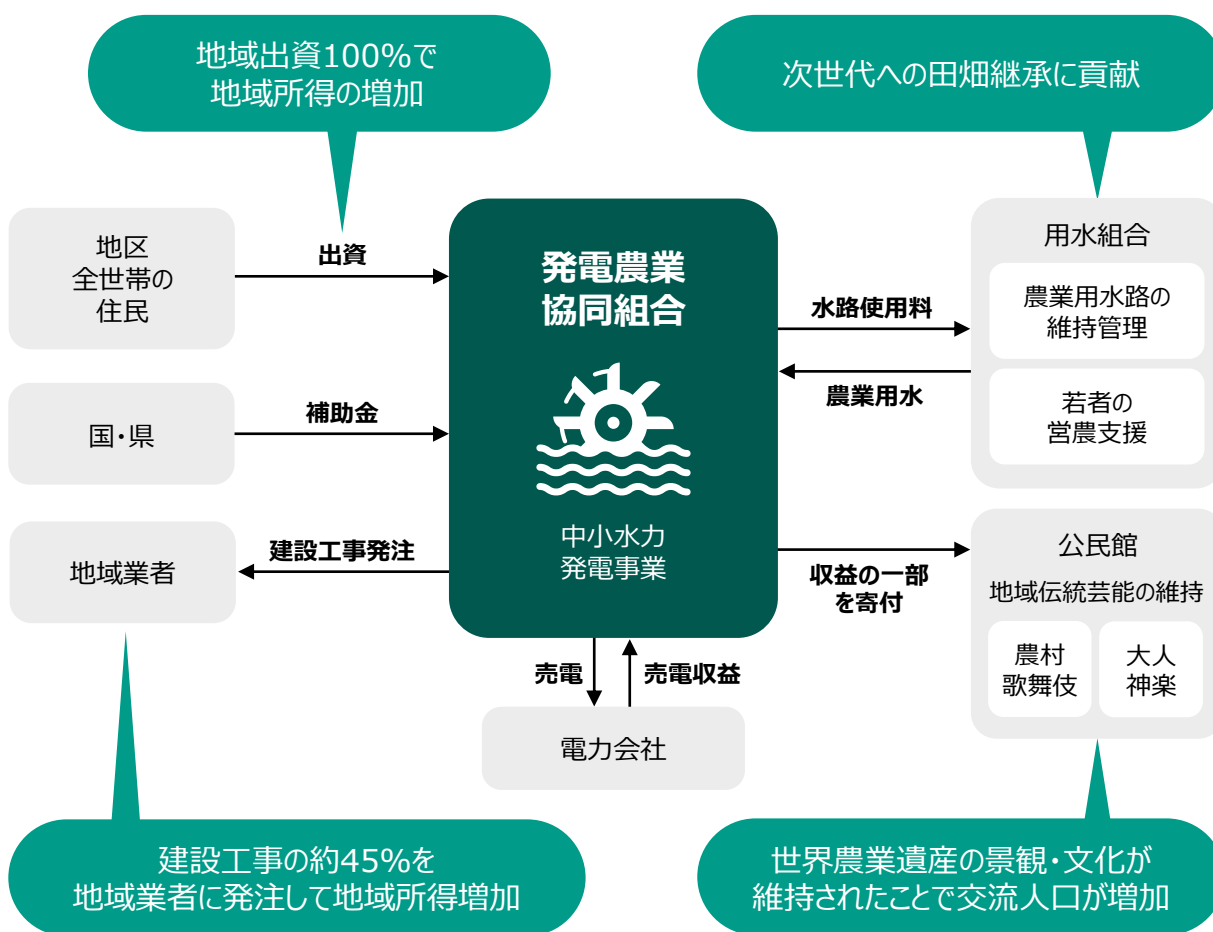 地域出資100%で
地域所得の増加
次世代への田畑継承に貢献
地区
全世帯の
住民
出資
国・県
補助金
地域業者
建設工事発注
発電農業
協同組合
中小水力
発電事業
水路使用料
農業用水
用水組合
農業用水路の
維持管理
若者の
営農支援
収益の一部
を寄付
公民館
地域伝統芸能の維持
農村
歌舞伎
大人
神楽
売電
売電収益
電力会社
建設工事の約45%を
地域業者に発注して地域所得増加
世界農業遺産の景観・文化が
維持されたことで交流人口が増加